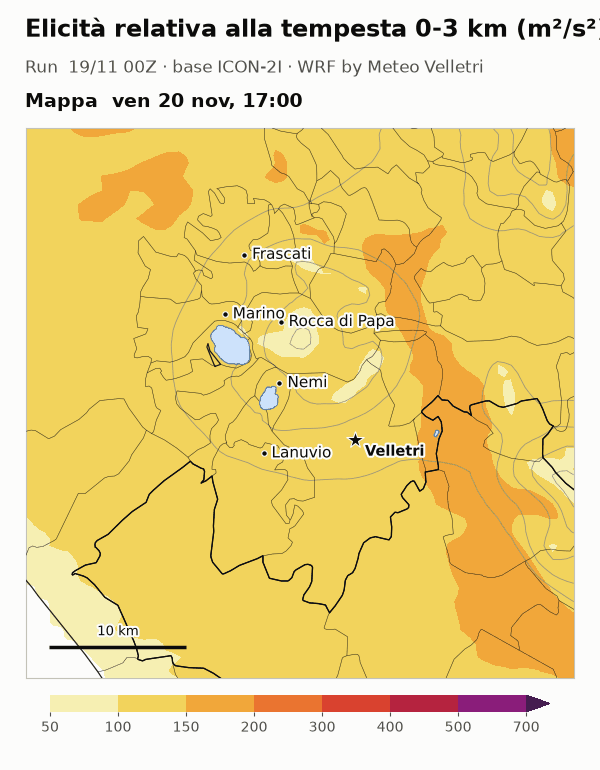 Elicità relativa alla tempesta 0-3 km (m²/s²)
Run  19/11 00Z · base ICON-2I · WRF by Meteo Velletri
Mappa  ven 20 nov, 17:00
Frascati
Marino
Rocca di Papa
Nemi
Velletri
Lanuvio
10 km
50 100 150 200 300 400 500 700